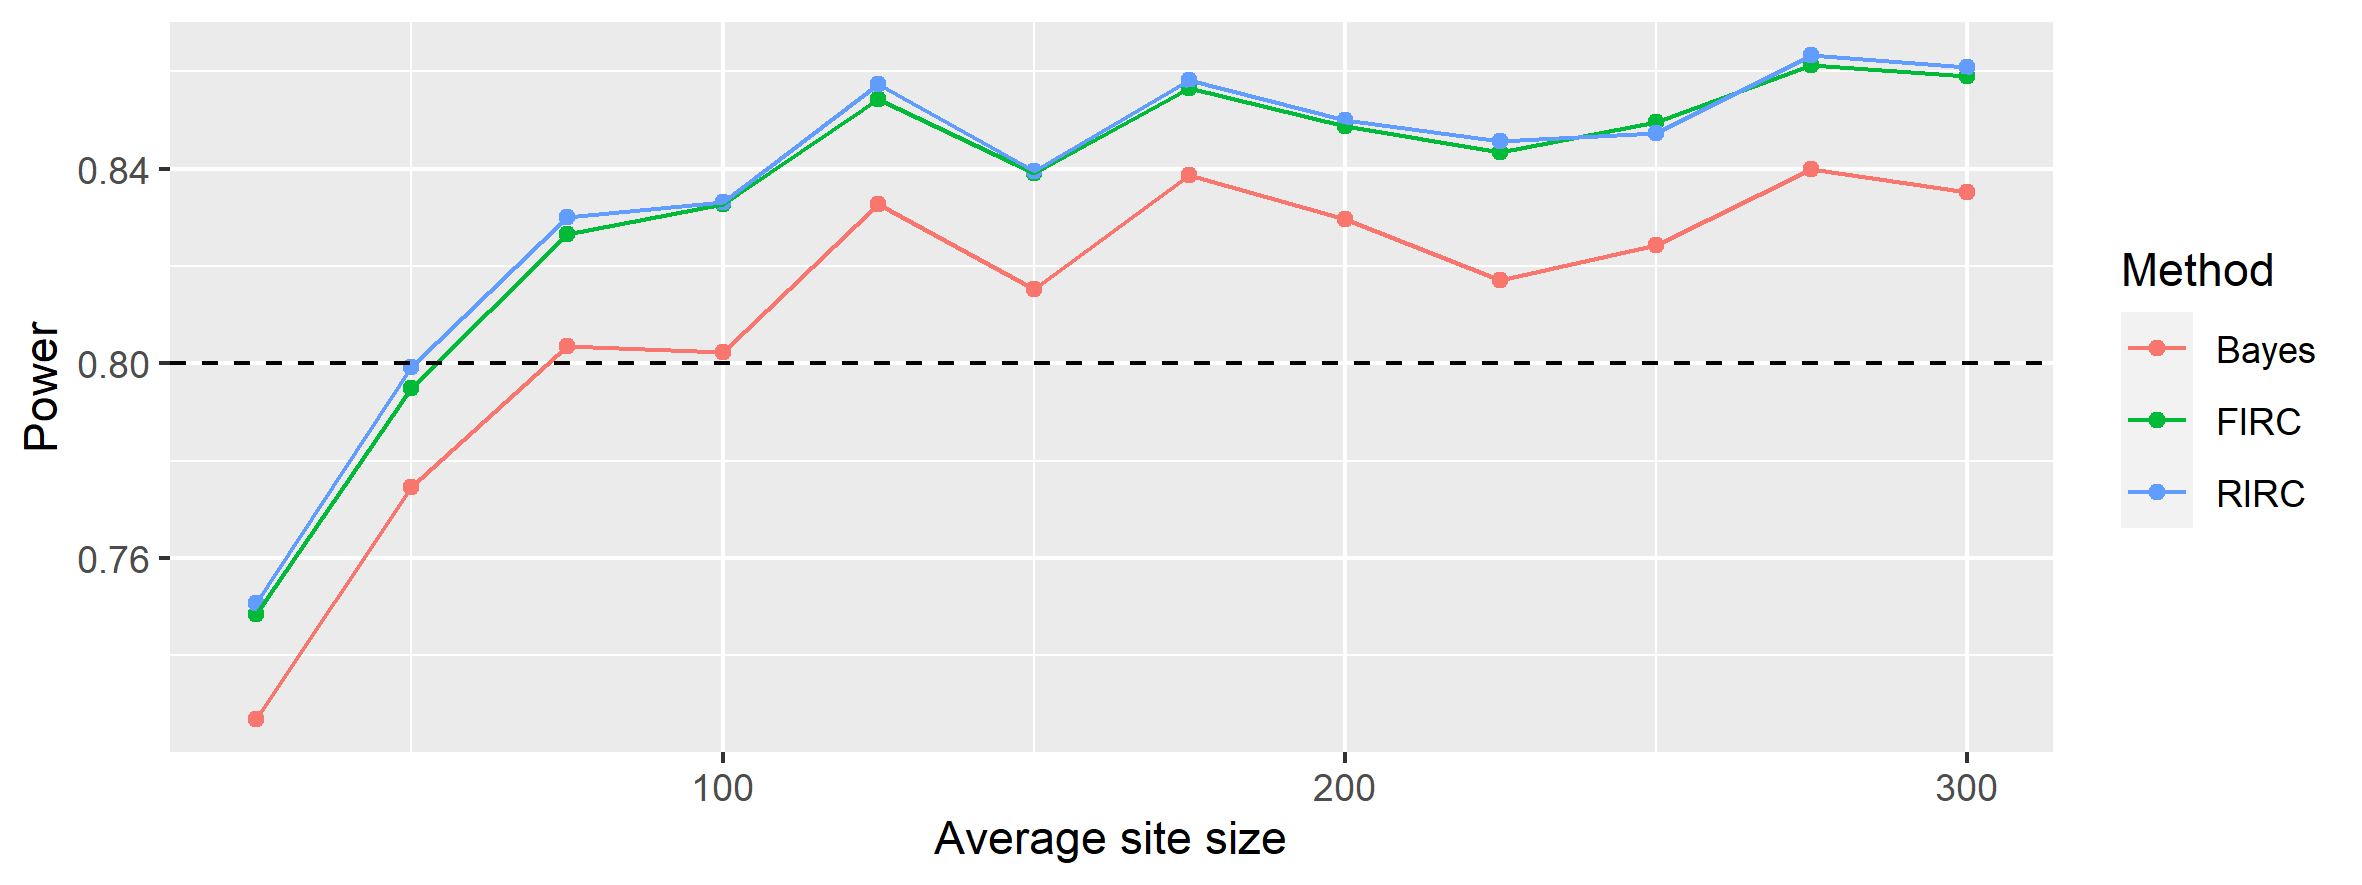 Power
0.84
0.80
0.76
100
200
300
Average site size
Method
Bayes
FIRC
RIRC